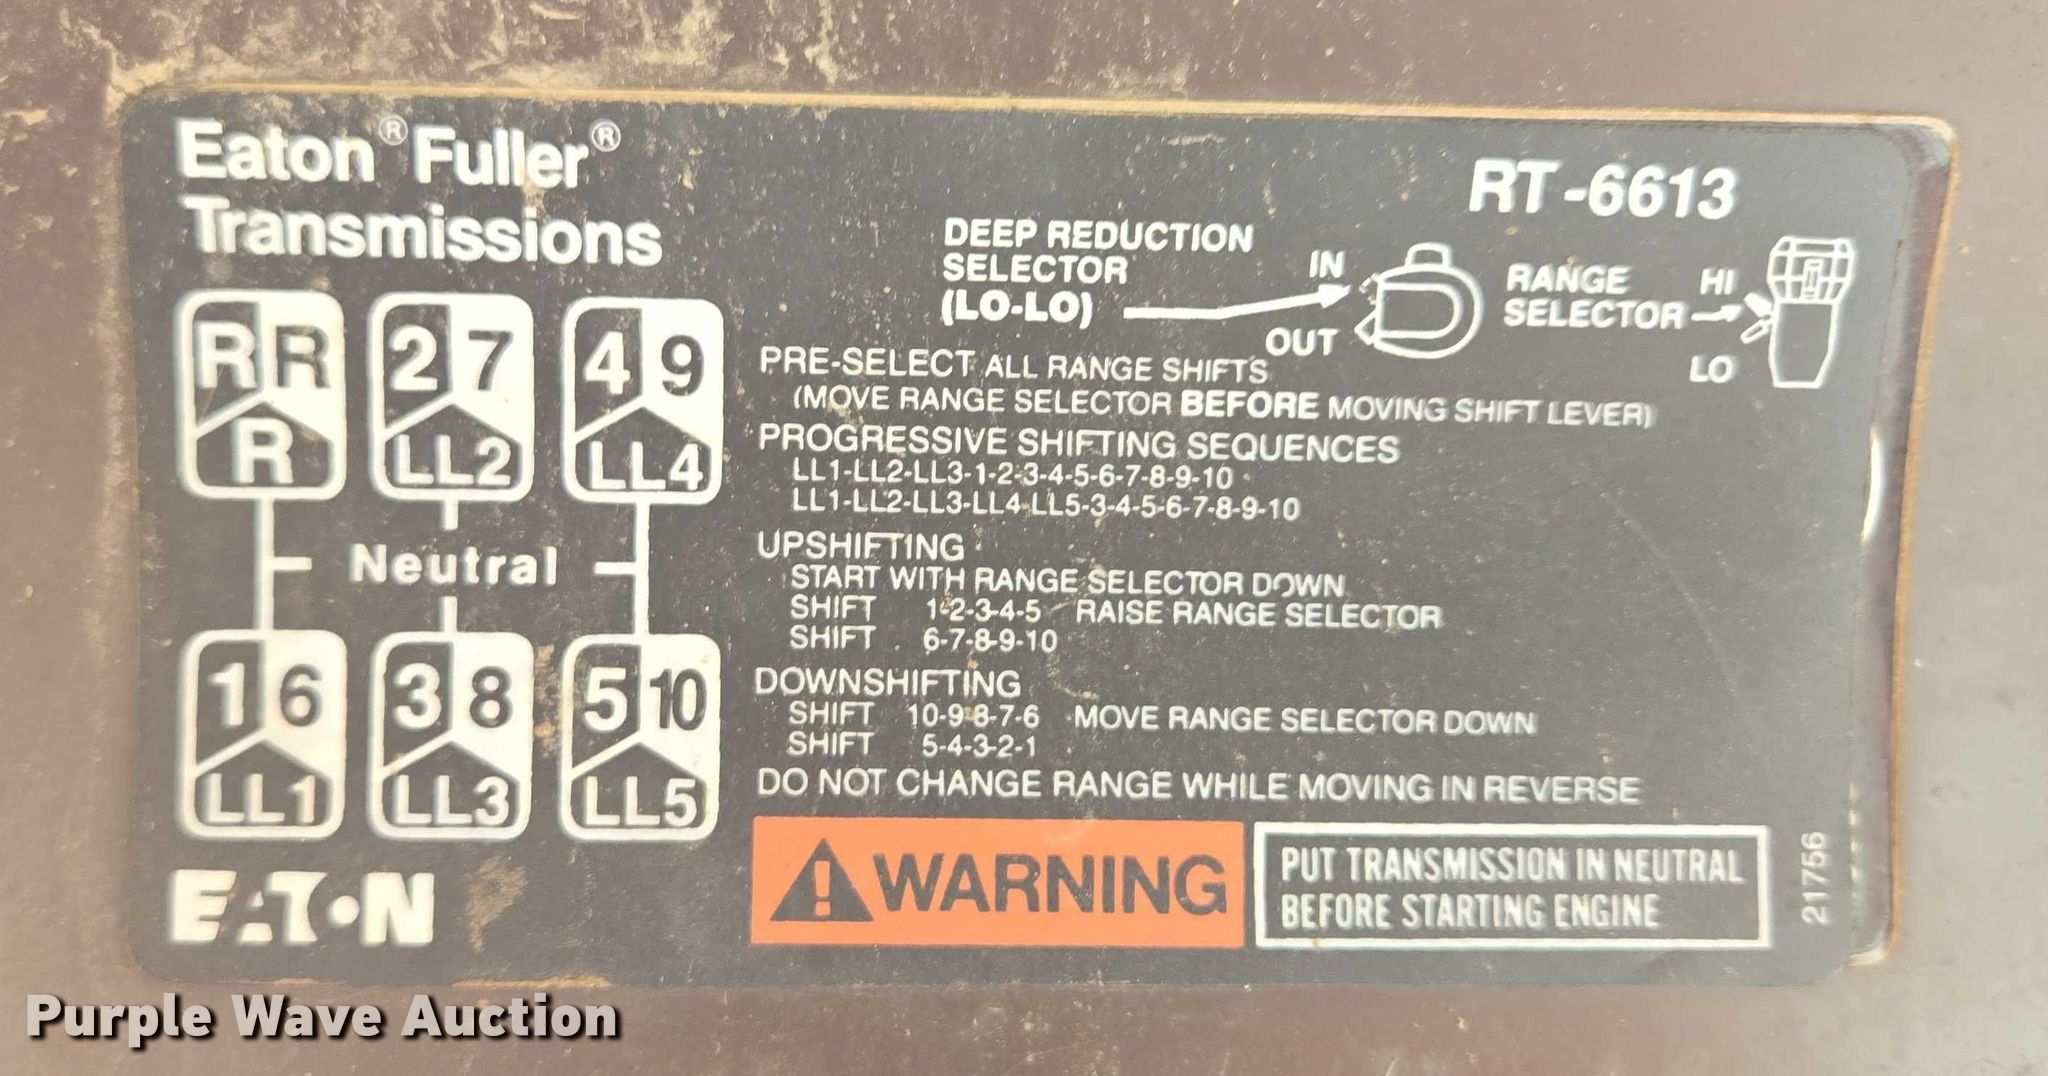 Eaton® Fuller®
Transmissions
RT-6613
DEEP REDUCTION
SELECTOR
(LO-LO)
IN
OUT
RANGE
SELECTOR
HI
LO
R R
R
2 7
LL2
4 9
LL4
Neutral
1 6
LL1
3 8
LL3
5 10
LL5
PRE-SELECT ALL RANGE SHIFTS
(MOVE RANGE SELECTOR BEFORE MOVING SHIFT LEVER)
PROGRESSIVE SHIFTING SEQUENCES
LL1-LL2-LL3-1-2-3-4-5-6-7-8-9-10
LL1-LL2-LL3-LL4-LL5-3-4-5-6-7-8-9-10
UPSHIFTING
START WITH RANGE SELECTOR DOWN
SHIFT 1-2-3-4-5 RAISE RANGE SELECTOR
SHIFT 6-7-8-9-10
DOWNSHIFTING
SHIFT 10-9-8-7-6 MOVE RANGE SELECTOR DOWN
SHIFT 5-4-3-2-1
DO NOT CHANGE RANGE WHILE MOVING IN REVERSE
EATON
WARNING
PUT TRANSMISSION IN NEUTRAL
BEFORE STARTING ENGINE
21756
Purple Wave Auction